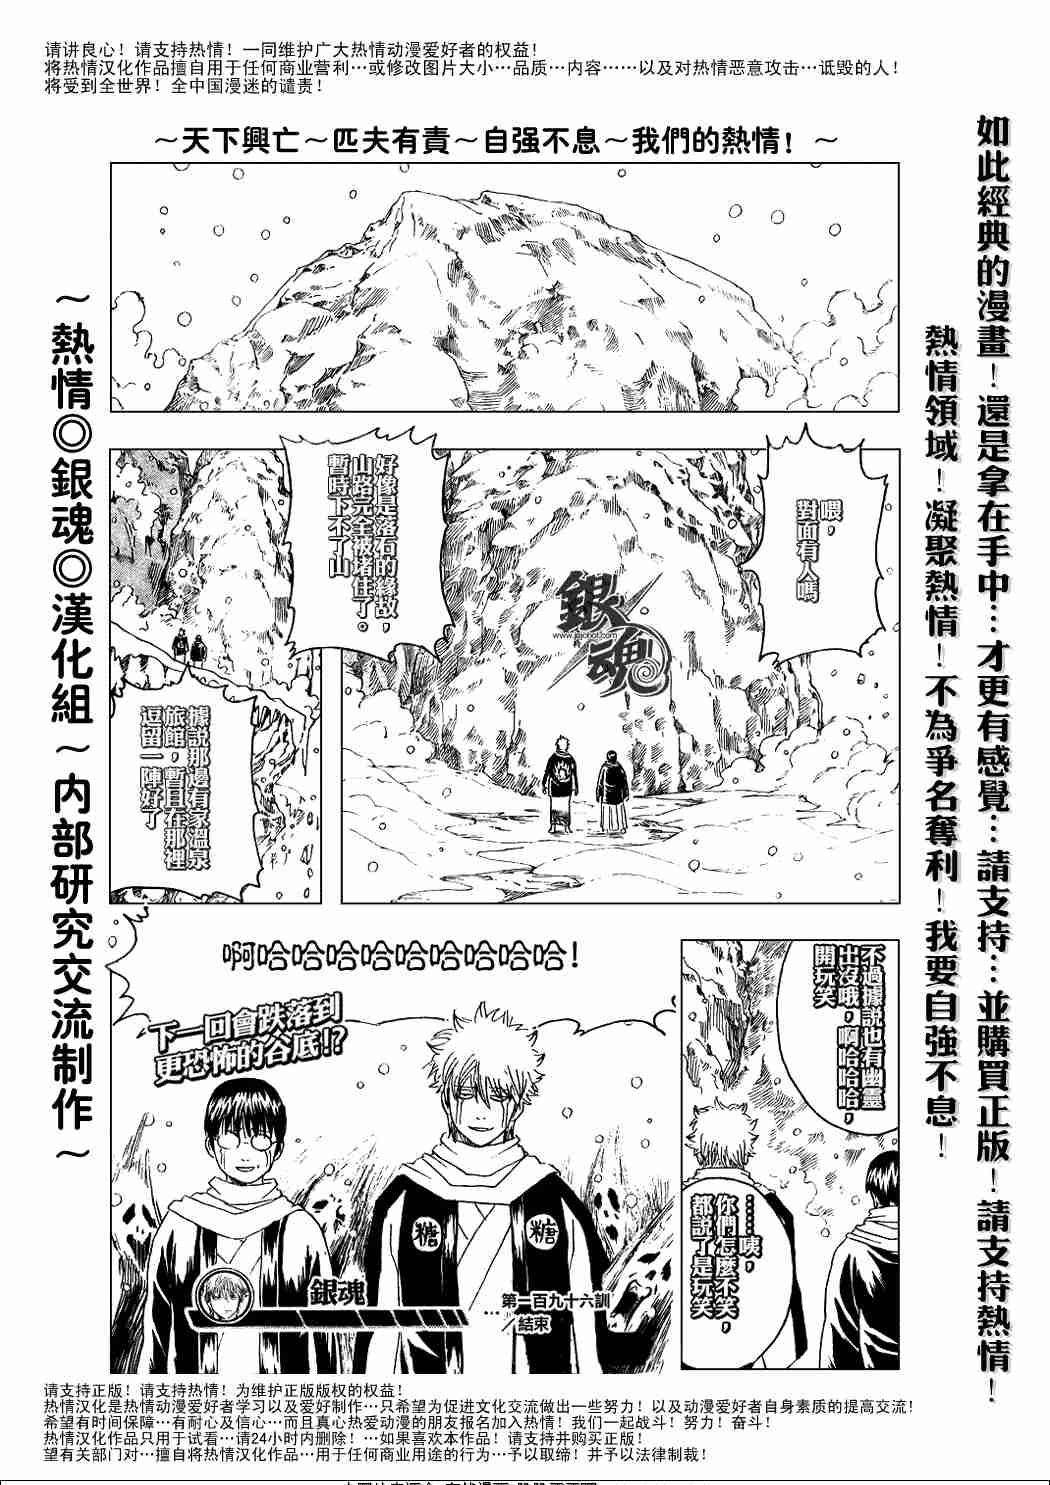 请讲良心！请支持热情！一同维护广大热情动漫爱好者的权益！
将热情汉化作品擅自用于任何商业营利…或修改图片大小…品质…内容……以及对热情恶意攻击…诋毁的人！
将受到全世界！全中国漫迷的谴责！
～天下興亡～匹夫有責～自强不息～我們的熱情！～
如此經典的漫畫！還是拿在手中…才更有感覺…請支持…並購買正版！請支持熱情！
熱情領域！凝聚熱情！不為爭名奪利！我要自強不息！
～熱情◎銀魂◎漢化組～内部研究交流制作～
喂，
對面有人嗎
好像是落石的緣故，
山路完全被堵住了。
暫時下不了山
銀魂
據說那邊有家溫泉
旅館，暫且在那裡
逗留一陣好了
不過據說也有幽靈
出沒哦，啊哈哈哈，
開玩笑
……咦，
你們怎麼不笑，
都說了是玩笑
啊哈哈哈哈哈哈哈哈哈！
下一回會跌落到
更恐怖的谷底!?
糖
糖
銀魂
…第一百九十六訓
／結束
请支持正版！请支持热情！为维护正版版权的权益！
热情汉化是热情动漫爱好者学习以及爱好制作…只希望为促进文化交流做出一些努力！以及动漫爱好者自身素质的提高交流！
希望有时间保障…有耐心及信心…而且真心热爱动漫的朋友报名加入热情！我们一起战斗！努力！奋斗！
热情汉化作品只用于试看…请24小时内删除！…如果喜欢本作品！请支持并购买正版！
望有关部门对…擅自将热情汉化作品…用于任何商业用途的行为…予以取缔！并予以法律制裁！